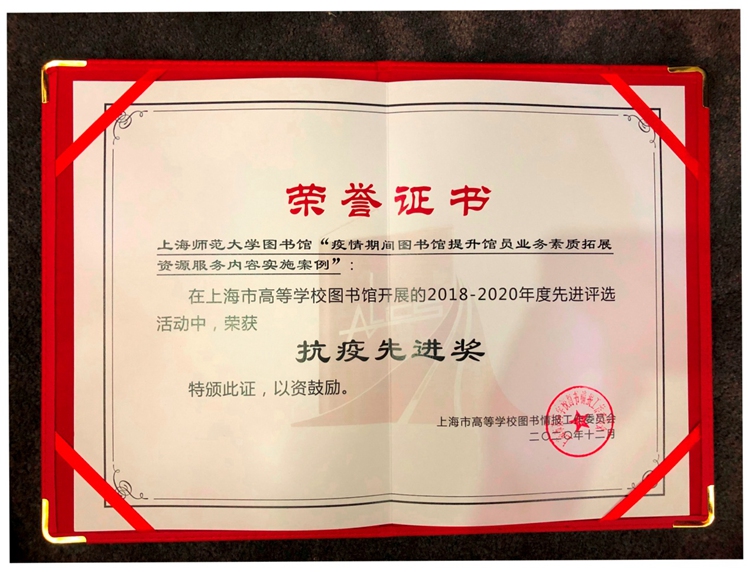 荣誉证书
上海师范大学图书馆“疫情期间图书馆提升馆员业务素质拓展
资源服务内容实施案例”：
在上海市高等学校图书馆开展的2018-2020年度先进评选
活动中，荣获
抗疫先进奖
特颁此证，以资鼓励。
上海市高等学校图书情报工作委员会
二〇二〇年十二月